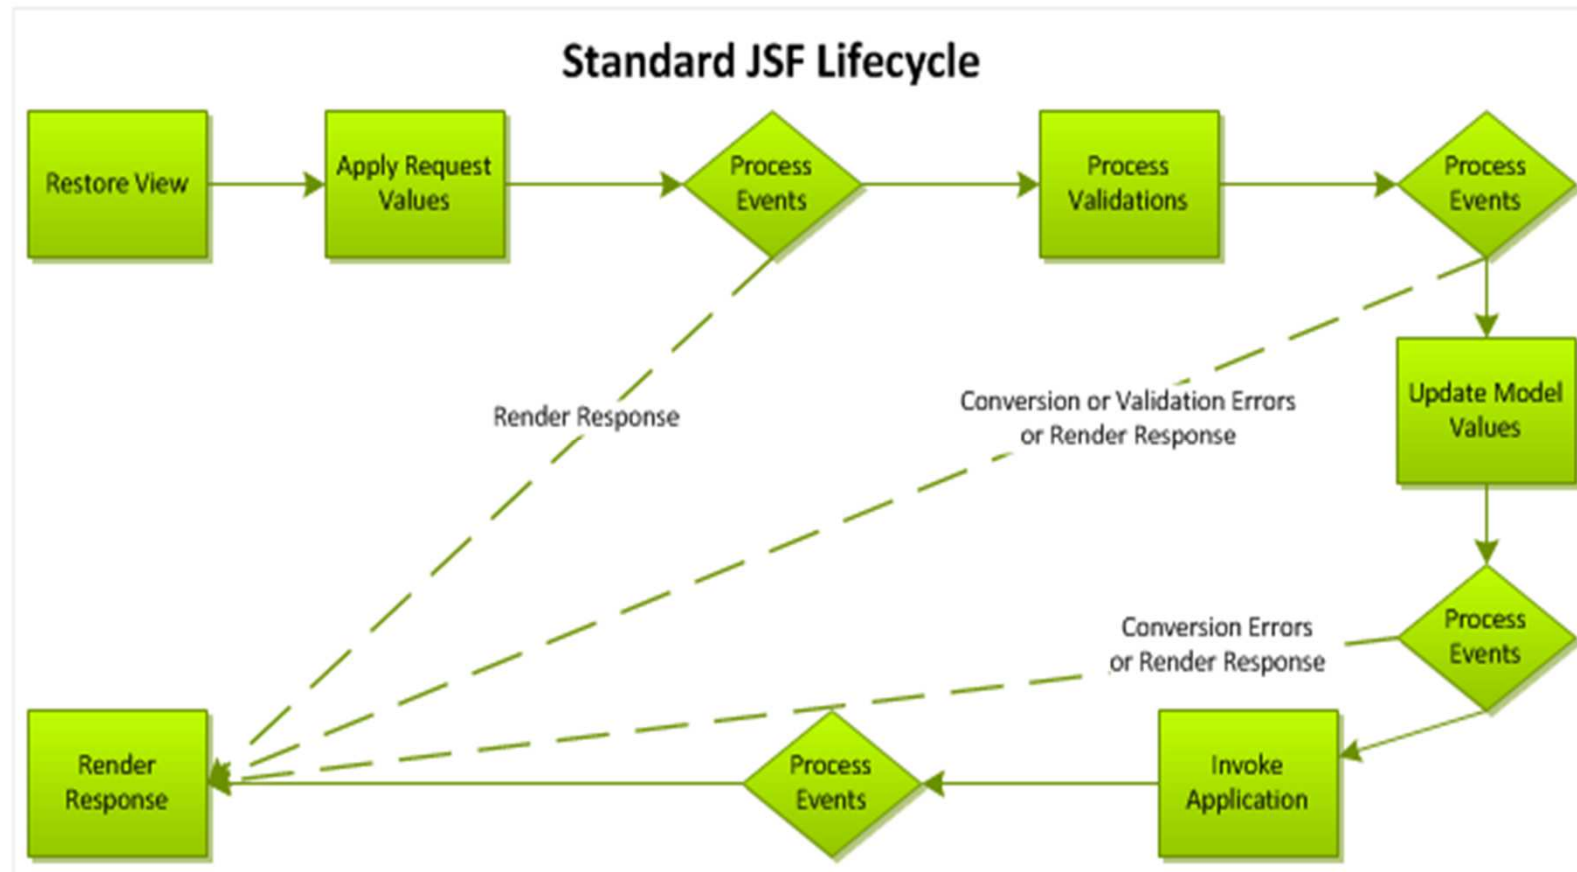 Standard JSF Lifecycle
Restore View
Apply Request
Values
Process
Events
Process
Validations
Process
Events
Render Response
Conversion or Validation Errors
or Render Response
Update Model
Values
Conversion Errors
or Render Response
Process
Events
Render
Response
Process
Events
Invoke
Application